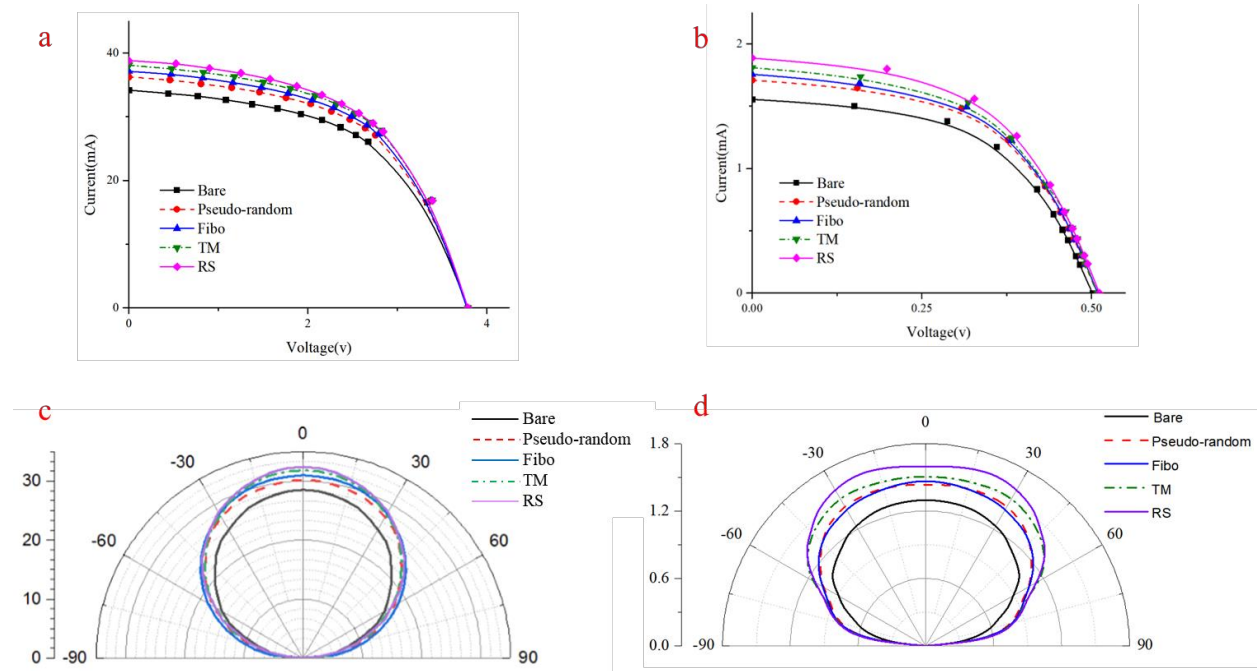 a
40
20
0
0
2
4
Current(mA)
Voltage(v)
Bare
Pseudo-random
Fibo
TM
RS
b
2
1
0
0.00
0.25
0.50
Current(mA)
Voltage(v)
Bare
Pseudo-random
Fibo
TM
RS
c
0
-30
30
-60
60
-90
90
30
20
10
0
Bare
Pseudo-random
Fibo
TM
RS
d
0
-30
30
-60
60
-90
90
1.8
1.2
0.6
0.0
Bare
Pseudo-random
Fibo
TM
RS